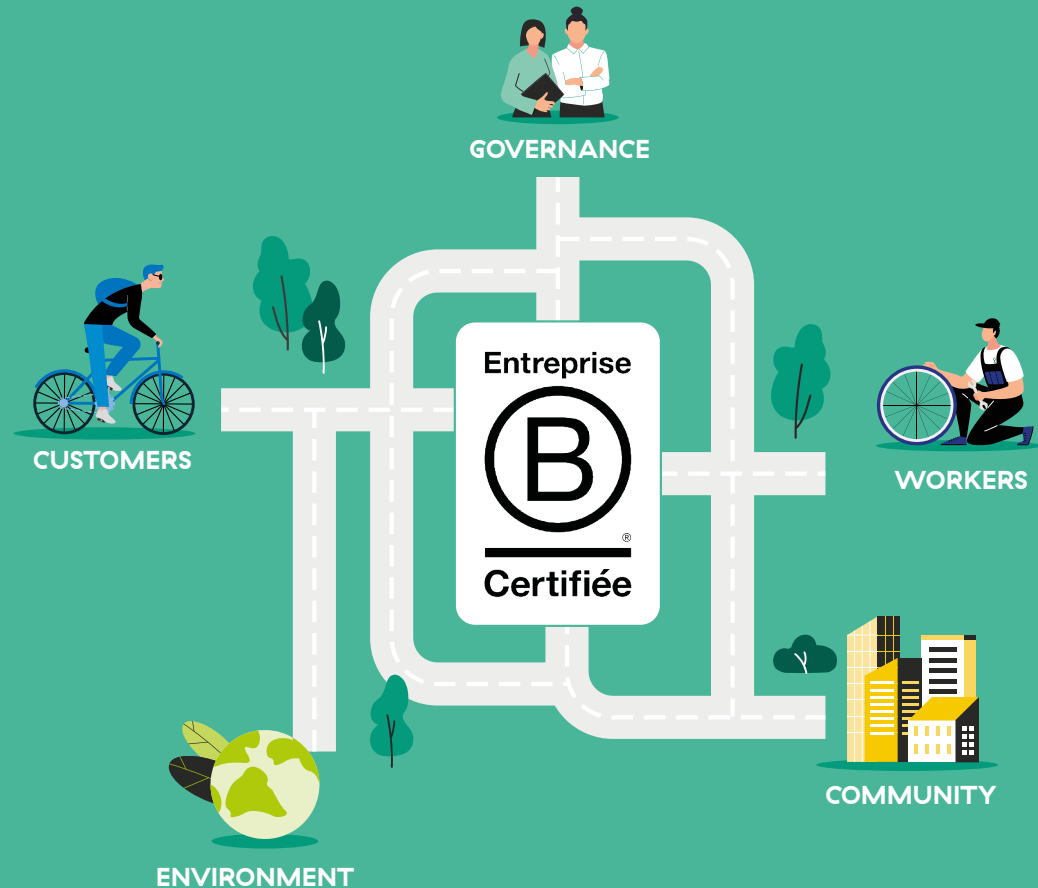 GOVERNANCE
CUSTOMERS
Entreprise
B
®
Certifiée
WORKERS
COMMUNITY
ENVIRONMENT